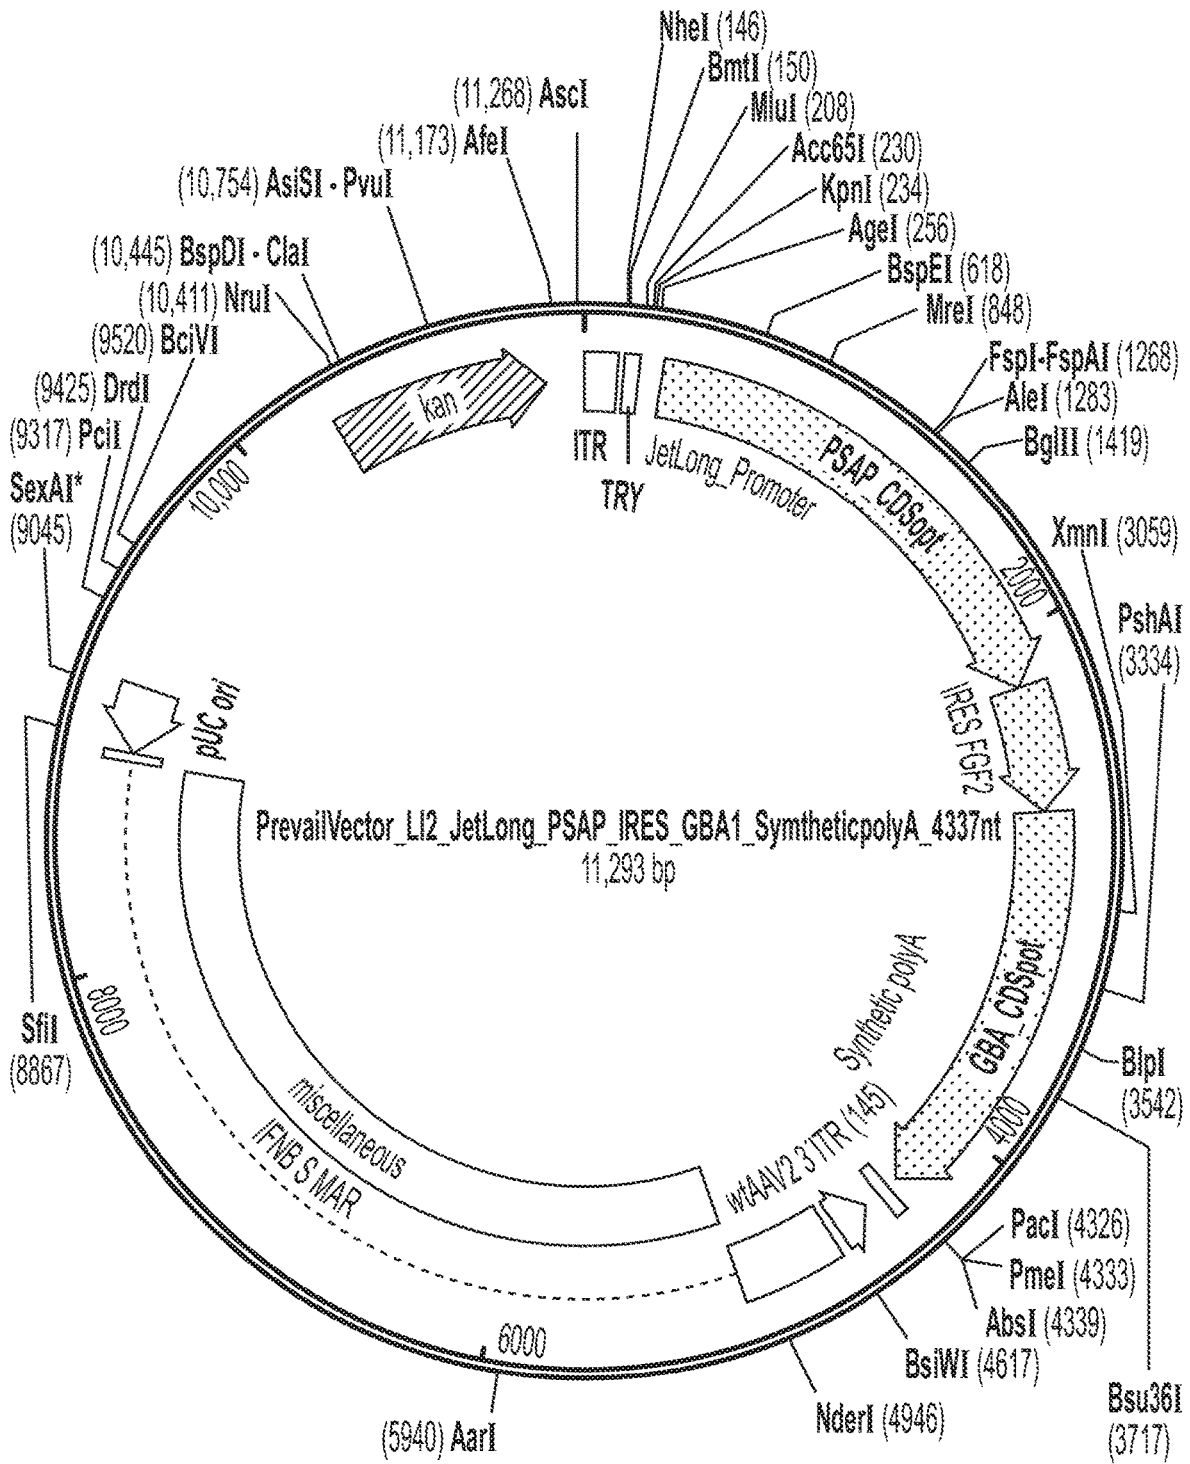 NheI (146)
BmtI (150)
MluI (208)
Acc65I (230)
KpnI (234)
AgeI (256)
BspEI (618)
MreI (848)
FspI-FspAI (1268)
AleI (1283)
BglII (1419)
XmnI (3059)
PshAI
(3334)
BlpI
(3542)
Bsu36I
(3717)
PacI (4326)
PmeI (4333)
AbsI (4339)
BsiWI (4617)
NderI (4946)
(5940) AarI
SfiI
(8867)
SexAI*
(9045)
(9317) PciI
(9425) DrdI
(9520) BciVI
(10,411) NruI
(10,445) BspDI - ClaI
(10,754) AsiSI - PvuI
(11,173) AfeI
(11,268) AscI
kan
ITR
TRY
JetLong_Promoter
PSAP_CDSopt
2000
IRES FGF2
GBA_CDSpot
4000
Synthetic polyA
wtAAV2 3'ITR (145)
6000
IFNB S MAR
miscellaneous
8000
pUC ori
10,000
PrevailVector_LI2_JetLong_PSAP_IRES_GBA1_SymtheticpolyA_4337nt
11,293 bp